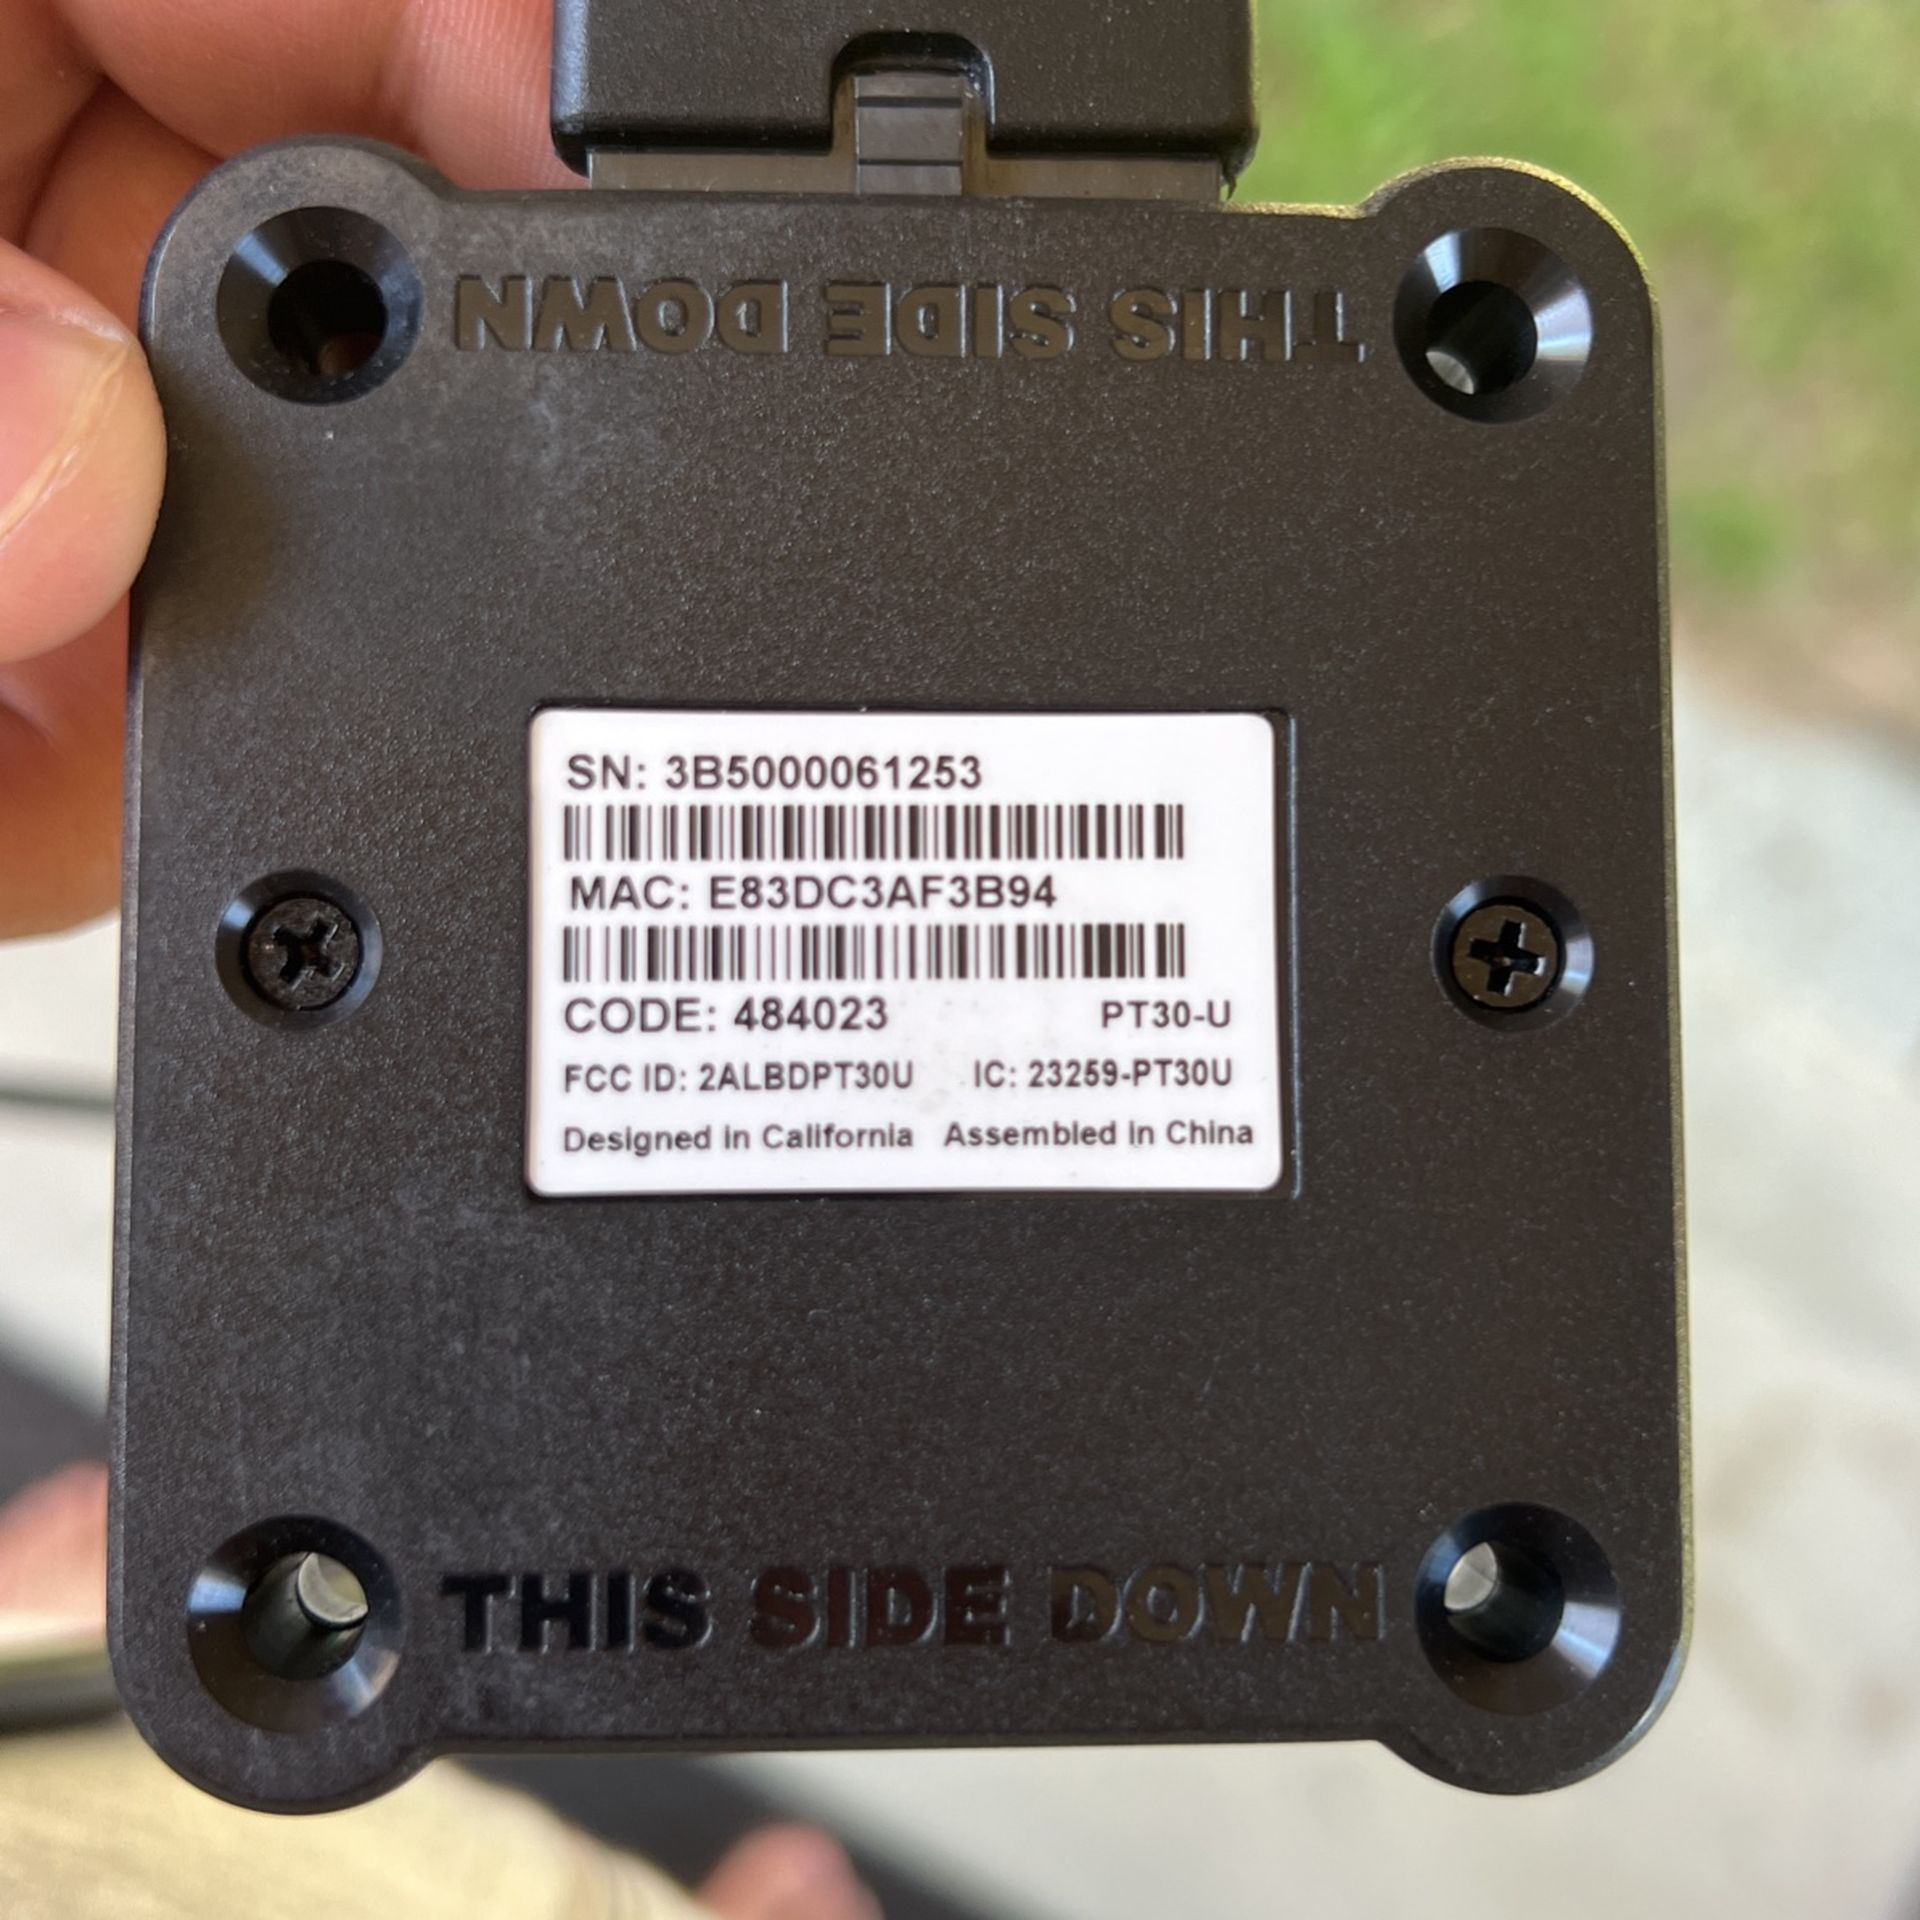 THIS SIDE DOWN
SN: 3B5000061253
MAC: E83DC3AF3B94
CODE: 484023 PT30-U
FCC ID: 2ALBDPT30U IC: 23259-PT30U
Designed in California Assembled in China
THIS SIDE DOWN